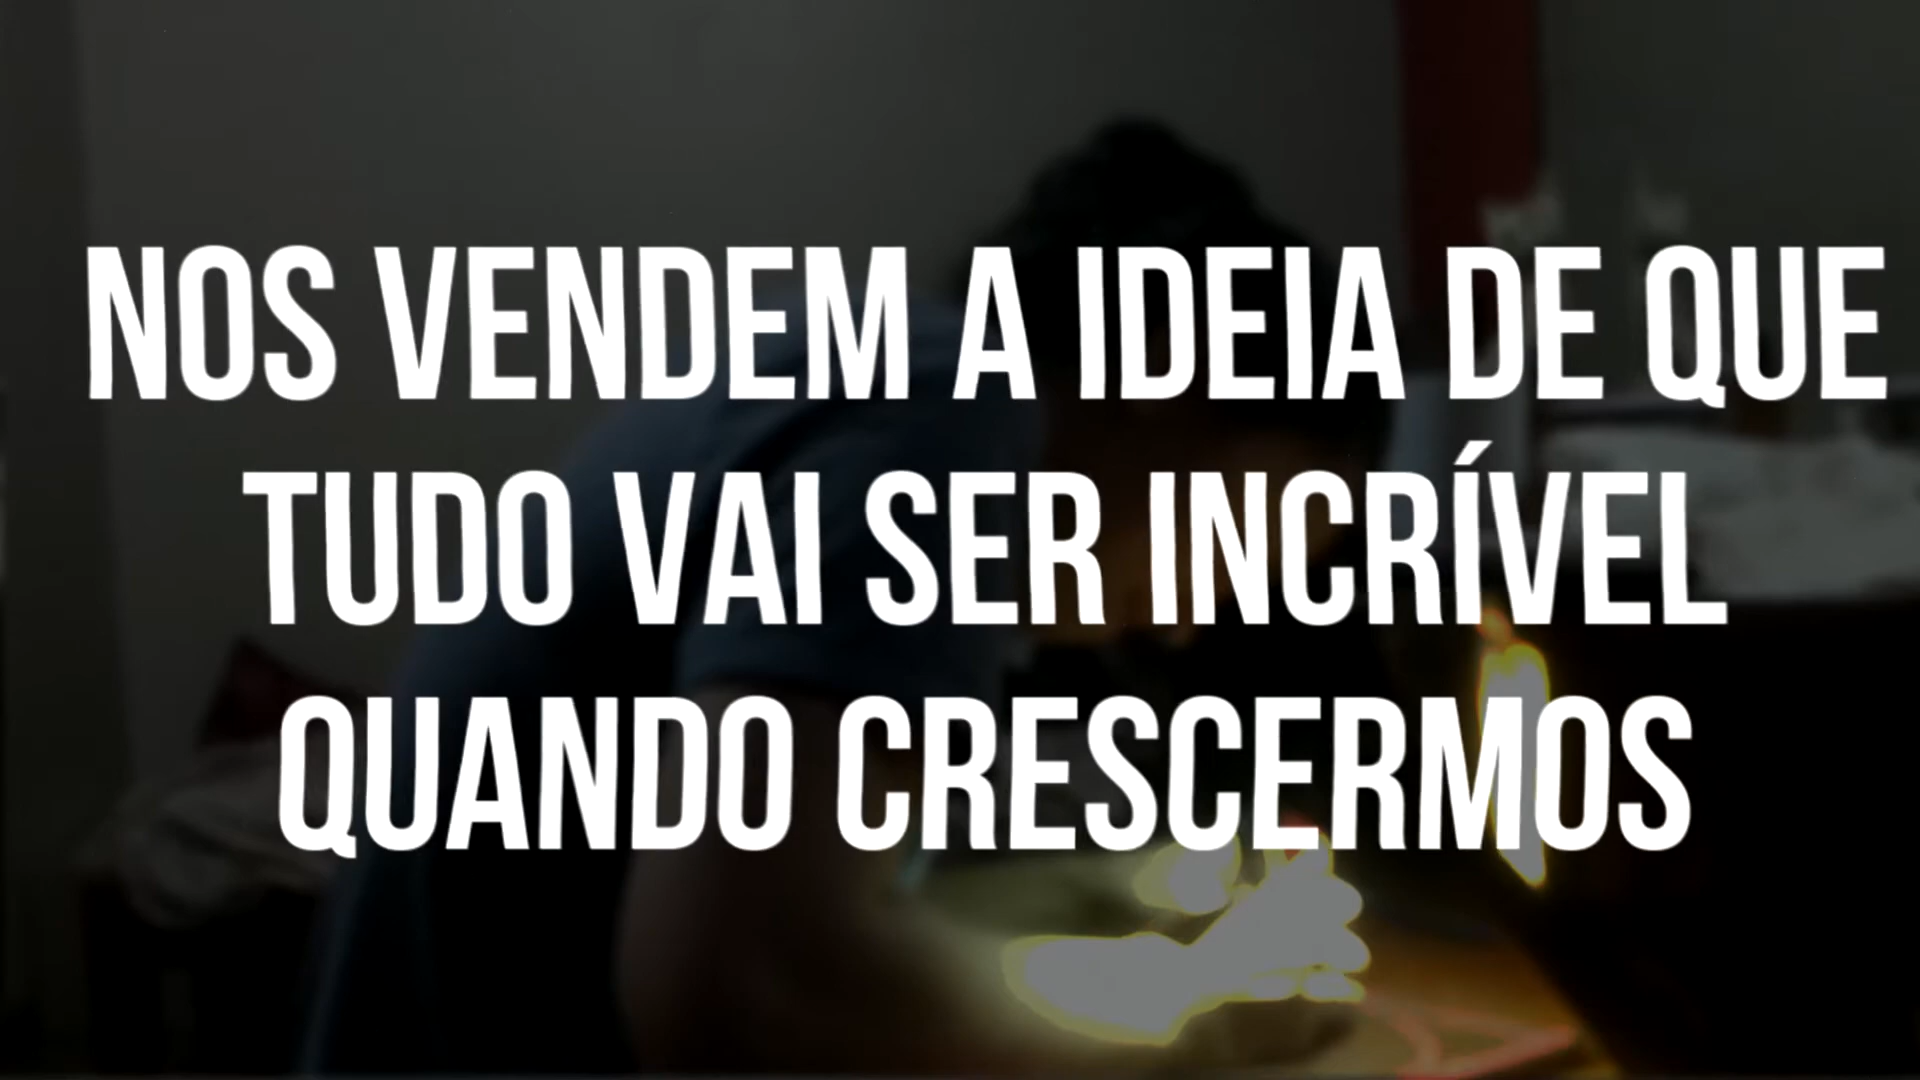 NOS VENDEM A IDEIA DE QUE
TUDO VAI SER INCRÍVEL
QUANDO CRESCERMOS